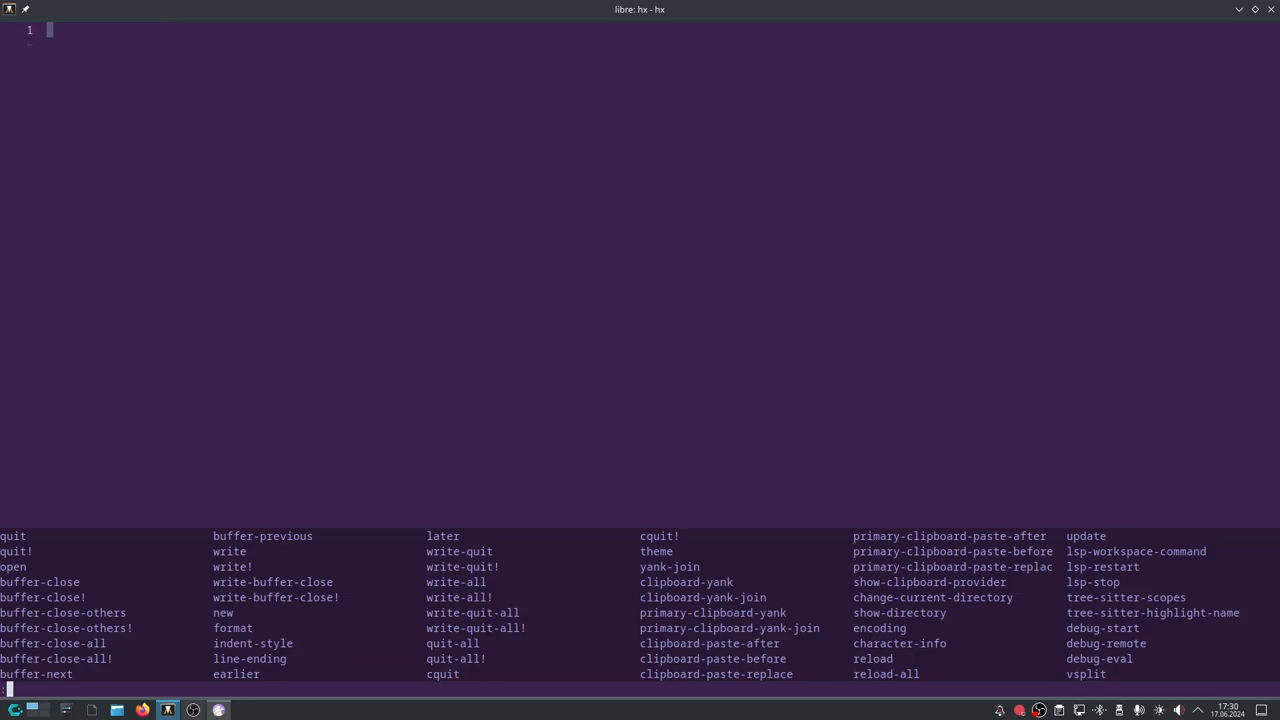 libre: hx - hx
1
~
quit buffer-previous later cquit! primary-clipboard-paste-after update
quit! write write-quit theme primary-clipboard-paste-before lsp-workspace-command
open write! write-quit! yank-join primary-clipboard-paste-replac lsp-restart
buffer-close write-buffer-close write-all clipboard-yank show-clipboard-provider lsp-stop
buffer-close! write-buffer-close! write-all! clipboard-yank-join change-current-directory tree-sitter-scopes
buffer-close-others new write-quit-all primary-clipboard-yank show-directory tree-sitter-highlight-name
buffer-close-others! format write-quit-all! primary-clipboard-yank-join encoding debug-start
buffer-close-all indent-style quit-all clipboard-paste-after character-info debug-remote
buffer-close-all! line-ending quit-all! clipboard-paste-before reload debug-eval
buffer-next earlier cquit clipboard-paste-replace reload-all vsplit
:
17:30
17.06.2024